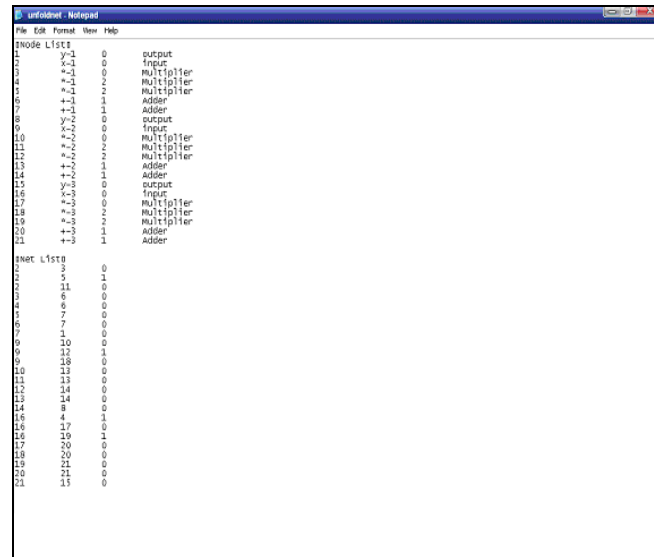 unfoldnet - Notepad
File Edit Format View Help
Node List
1 y-1 0 output
2 x-1 0 input
3 *-1 0 Multiplier
4 *-1 2 Multiplier
5 *-1 2 Multiplier
6 +-1 1 Adder
7 +-1 1 Adder
8 y-2 0 output
9 x-2 0 input
10 *-2 0 Multiplier
11 *-2 2 Multiplier
12 *-2 2 Multiplier
13 +-2 1 Adder
14 +-2 1 Adder
15 y-3 0 output
16 x-3 0 input
17 *-3 0 Multiplier
18 *-3 2 Multiplier
19 *-3 2 Multiplier
20 +-3 1 Adder
21 +-3 1 Adder
Net List
2 3 0
2 5 1
2 11 0
3 6 0
4 6 0
5 7 0
6 7 0
7 1 0
9 10 0
9 12 1
9 18 0
10 13 0
11 13 0
12 14 0
13 14 0
14 8 0
16 4 1
16 17 0
16 19 1
17 20 0
18 20 0
19 21 0
20 21 0
21 15 0